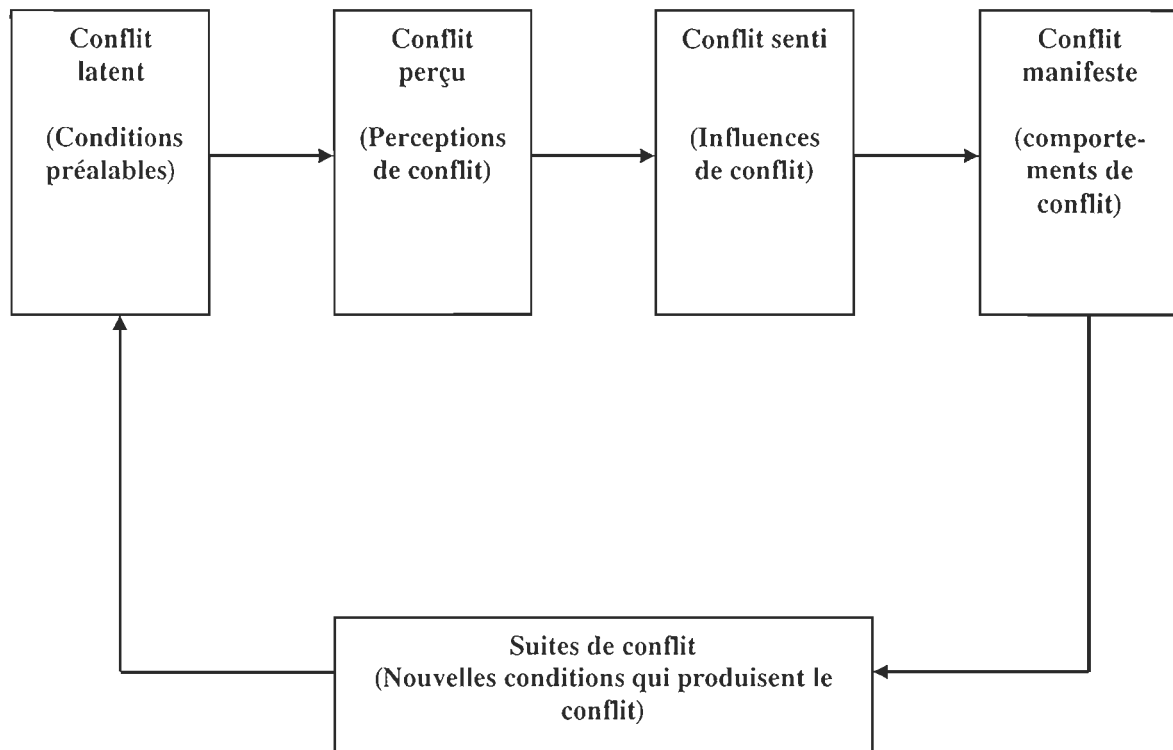 Conflit
latent
(Conditions
préalables)
Conflit
perçu
(Perceptions
de conflit)
Conflit senti
(Influences
de conflit)
Conflit
manifeste
(comporte-
ments de
conflit)
Suites de conflit
(Nouvelles conditions qui produisent le
conflit)